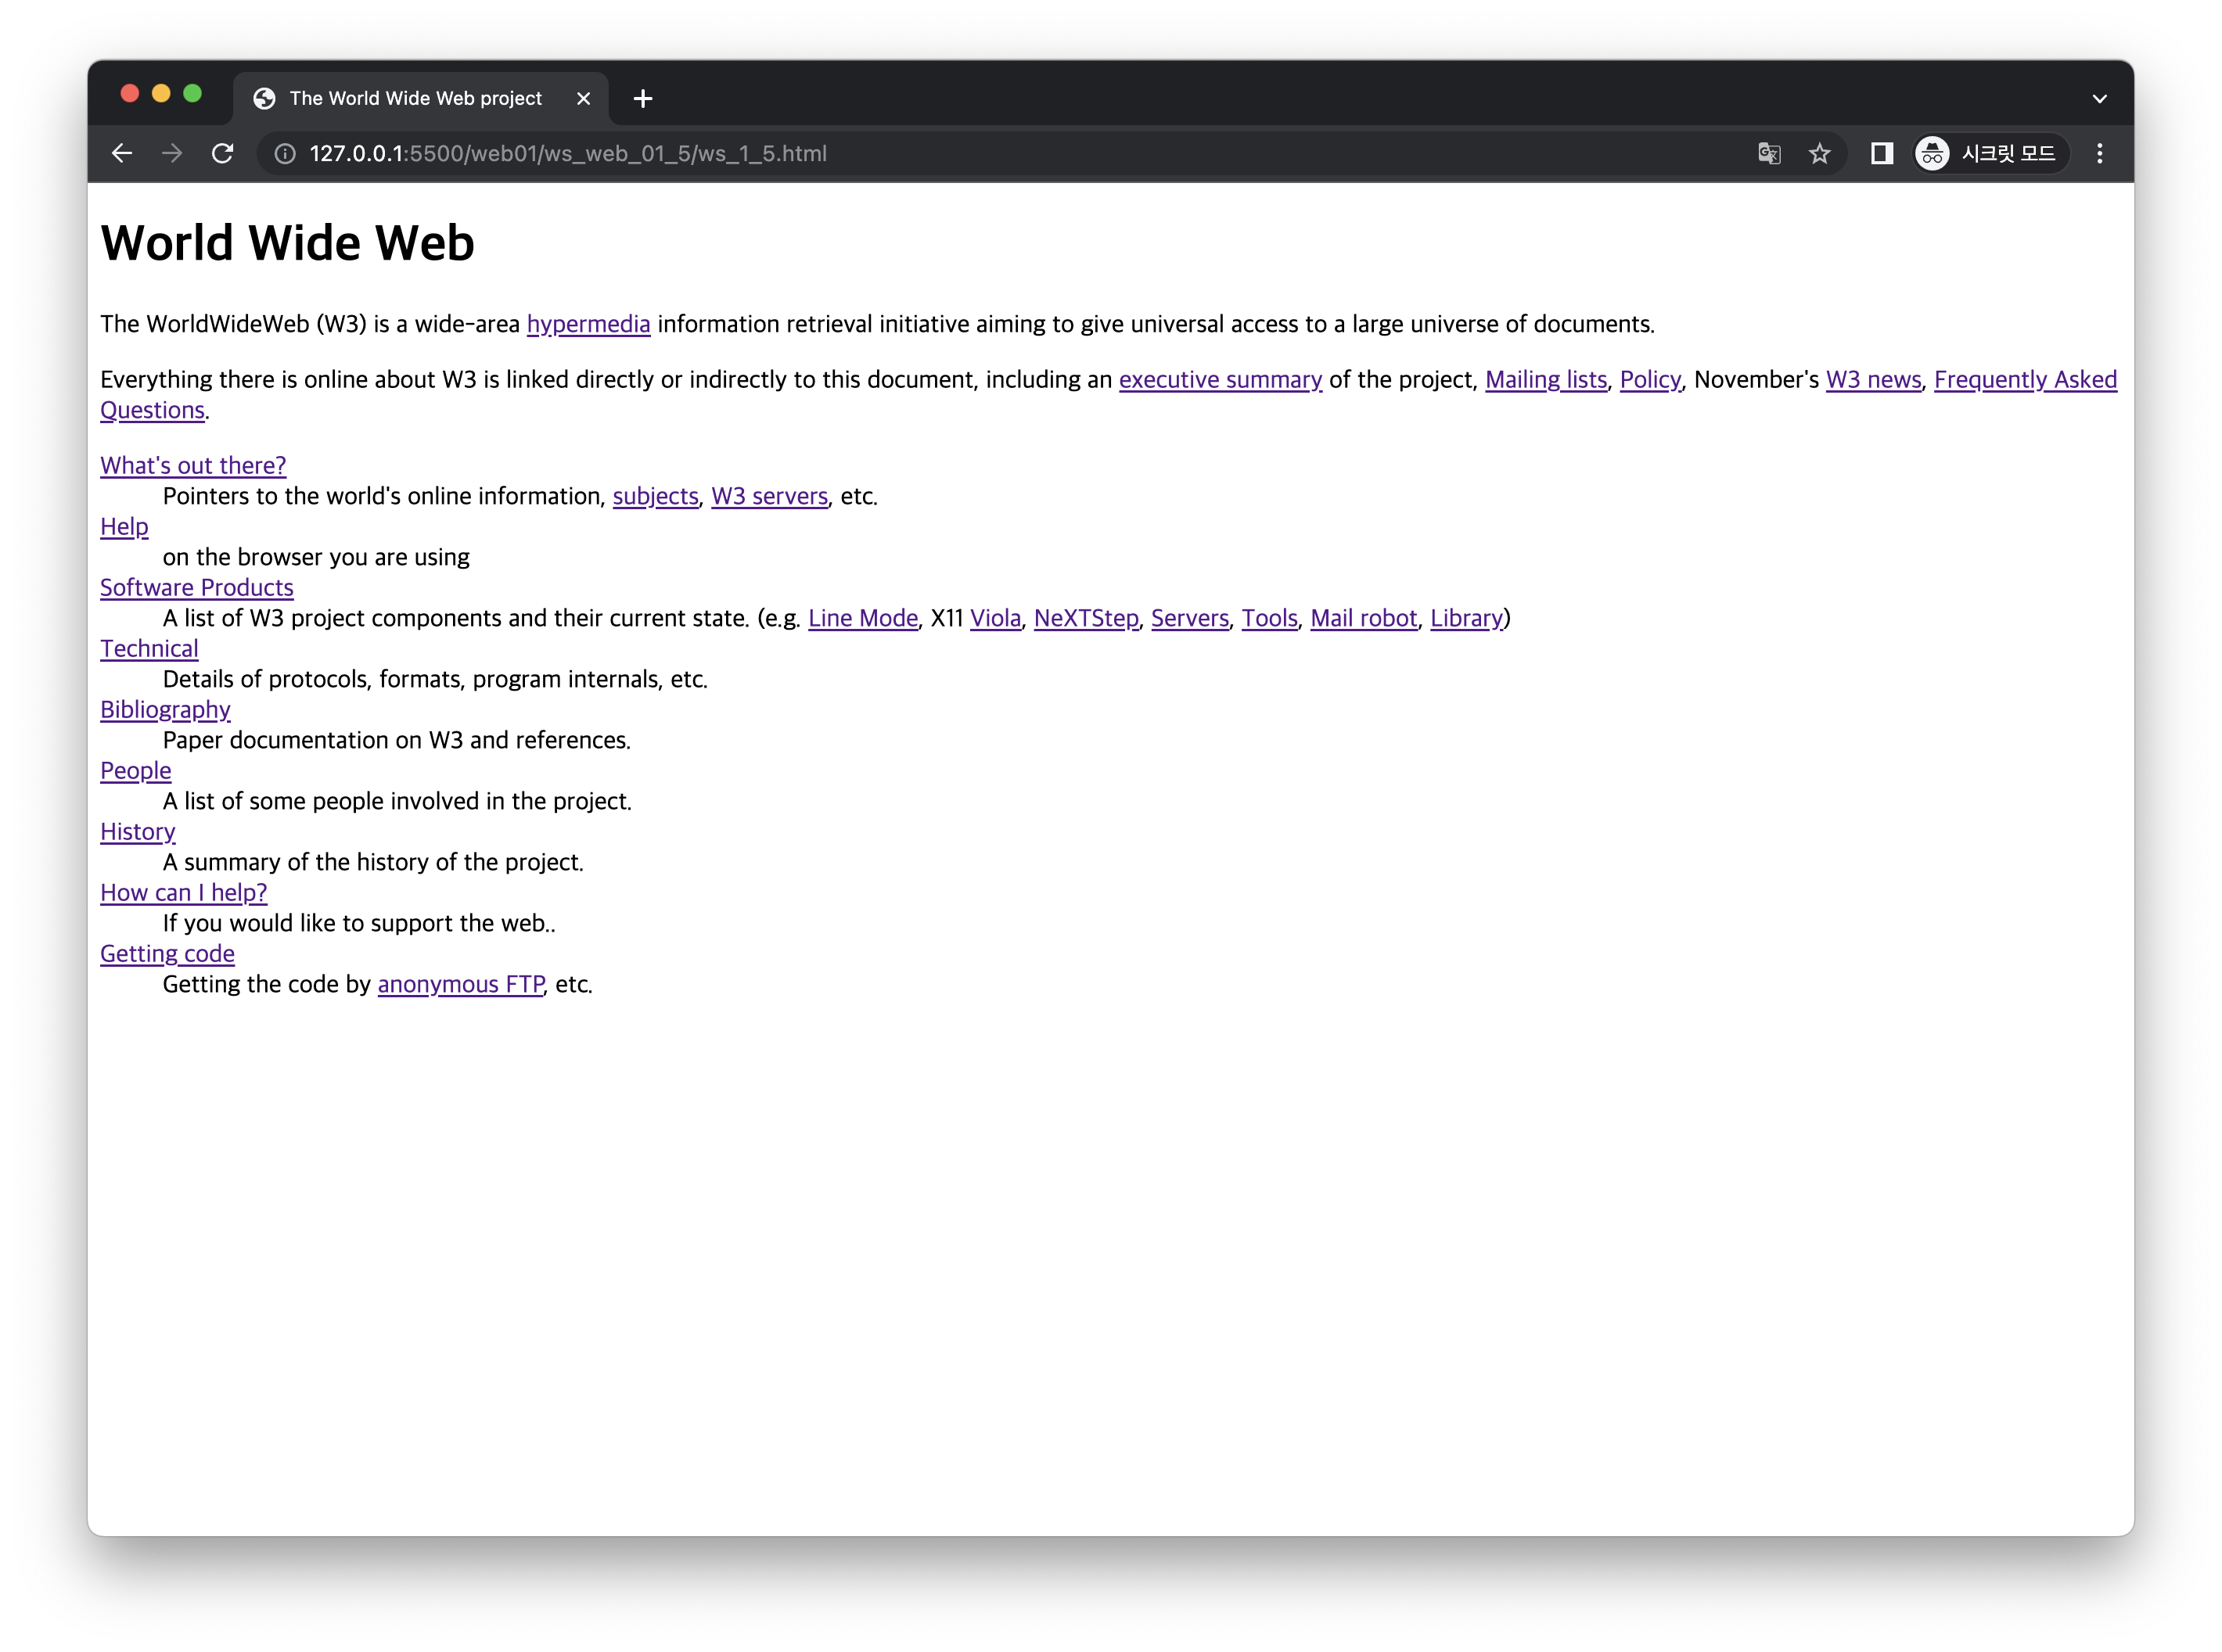 The World Wide Web project
127.0.0.1:5500/web01/ws_web_01_5/ws_1_5.html
시크릿 모드
World Wide Web
The WorldWideWeb (W3) is a wide-area hypermedia information retrieval initiative aiming to give universal access to a large universe of documents.
Everything there is online about W3 is linked directly or indirectly to this document, including an executive summary of the project, Mailing lists, Policy, November's W3 news, Frequently Asked
Questions.
What's out there?
Pointers to the world's online information, subjects, W3 servers, etc.
Help
on the browser you are using
Software Products
A list of W3 project components and their current state. (e.g. Line Mode, X11 Viola, NeXTStep, Servers, Tools, Mail robot, Library)
Technical
Details of protocols, formats, program internals, etc.
Bibliography
Paper documentation on W3 and references.
People
A list of some people involved in the project.
History
A summary of the history of the project.
How can I help?
If you would like to support the web..
Getting code
Getting the code by anonymous FTP, etc.